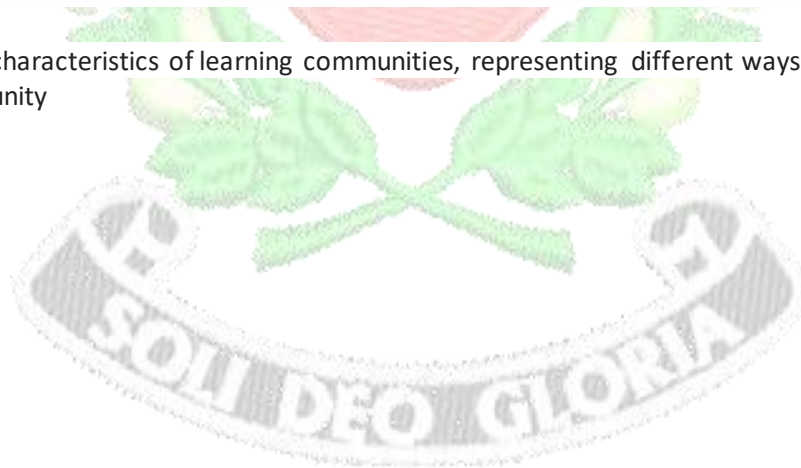 characteristics of learning communities, representing different ways
unity
SOLI DEO GLORIA